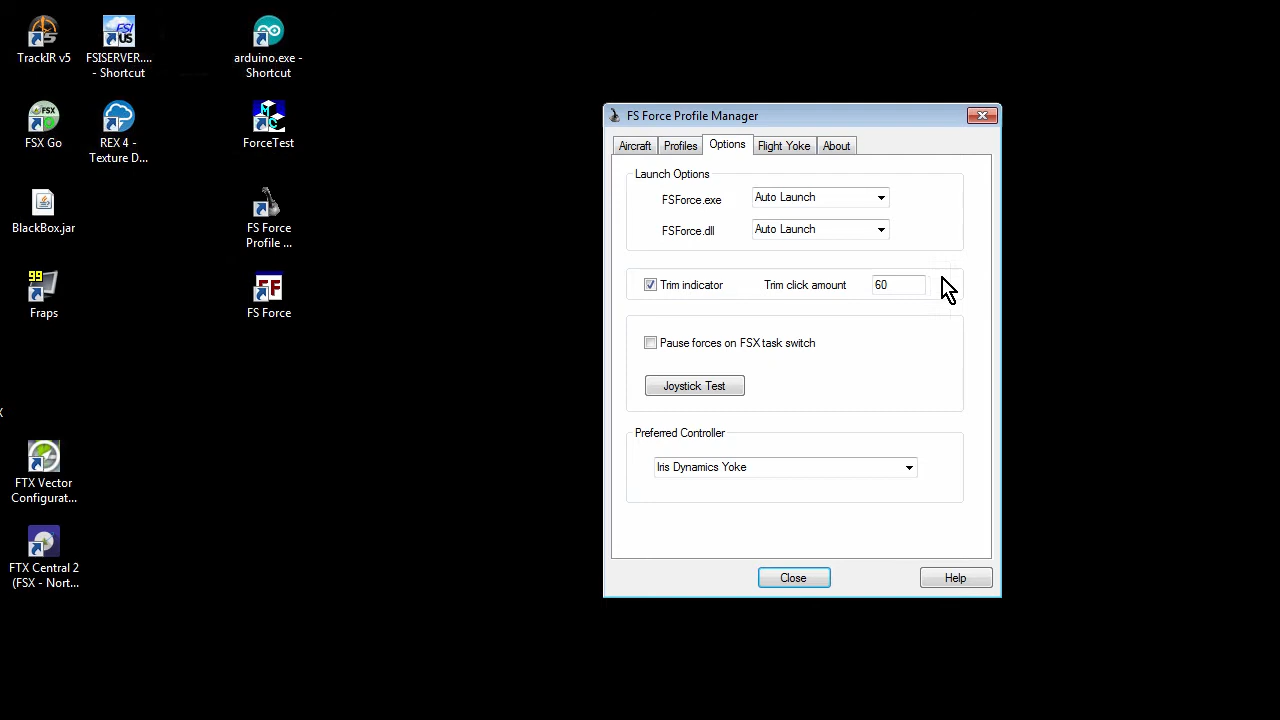 TrackIR v5
FSISERVER....
- Shortcut
arduino.exe -
Shortcut
FSX
FSX Go
REX 4 -
Texture D...
ForceTest
BlackBox.jar
FS Force
Profile ...
99
Fraps
FF
FS Force
X
FTX Vector
Configurat...
FTX Central 2
(FSX - Nort...
FS Force Profile Manager
Aircraft Profiles Options Flight Yoke About
Launch Options
FSForce.exe Auto Launch
FSForce.dll Auto Launch
Trim indicator Trim click amount 60
Pause forces on FSX task switch
Joystick Test
Preferred Controller
Iris Dynamics Yoke
Close Help